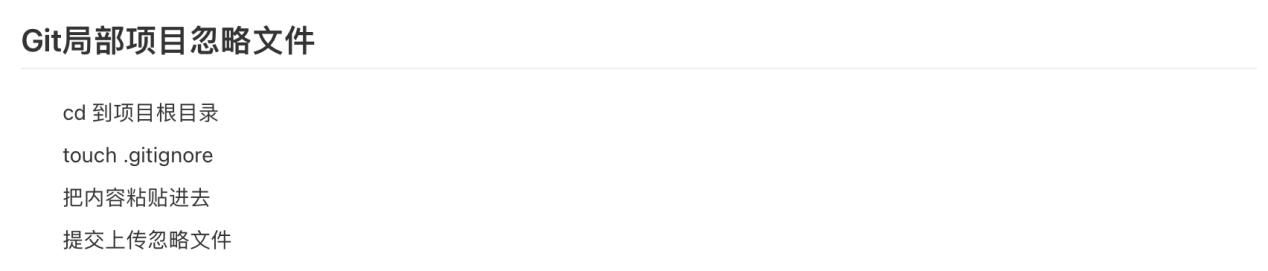 Git局部项目忽略文件
cd 到项目根目录
touch .gitignore
把内容粘贴进去
提交上传忽略文件